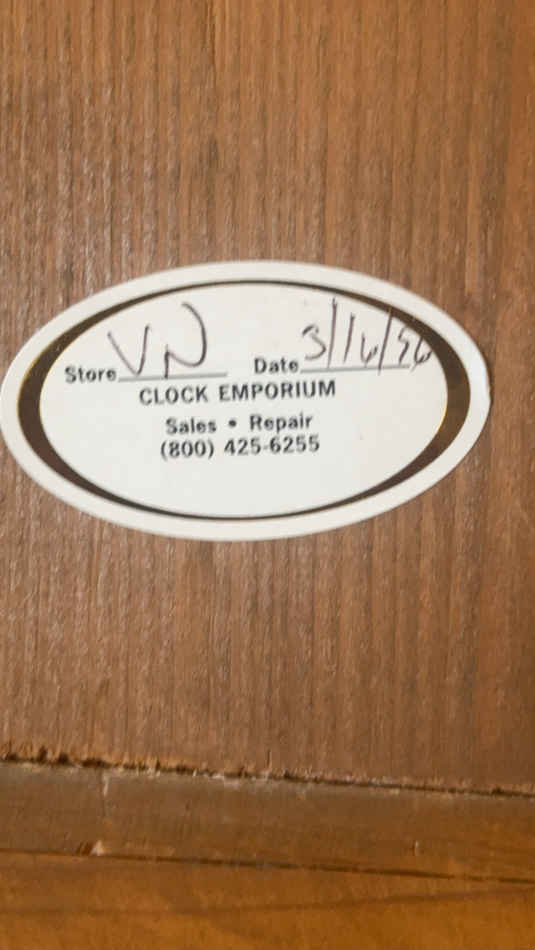 Store VN Date 3/16/96
CLOCK EMPORIUM
Sales • Repair
(800) 425-6255